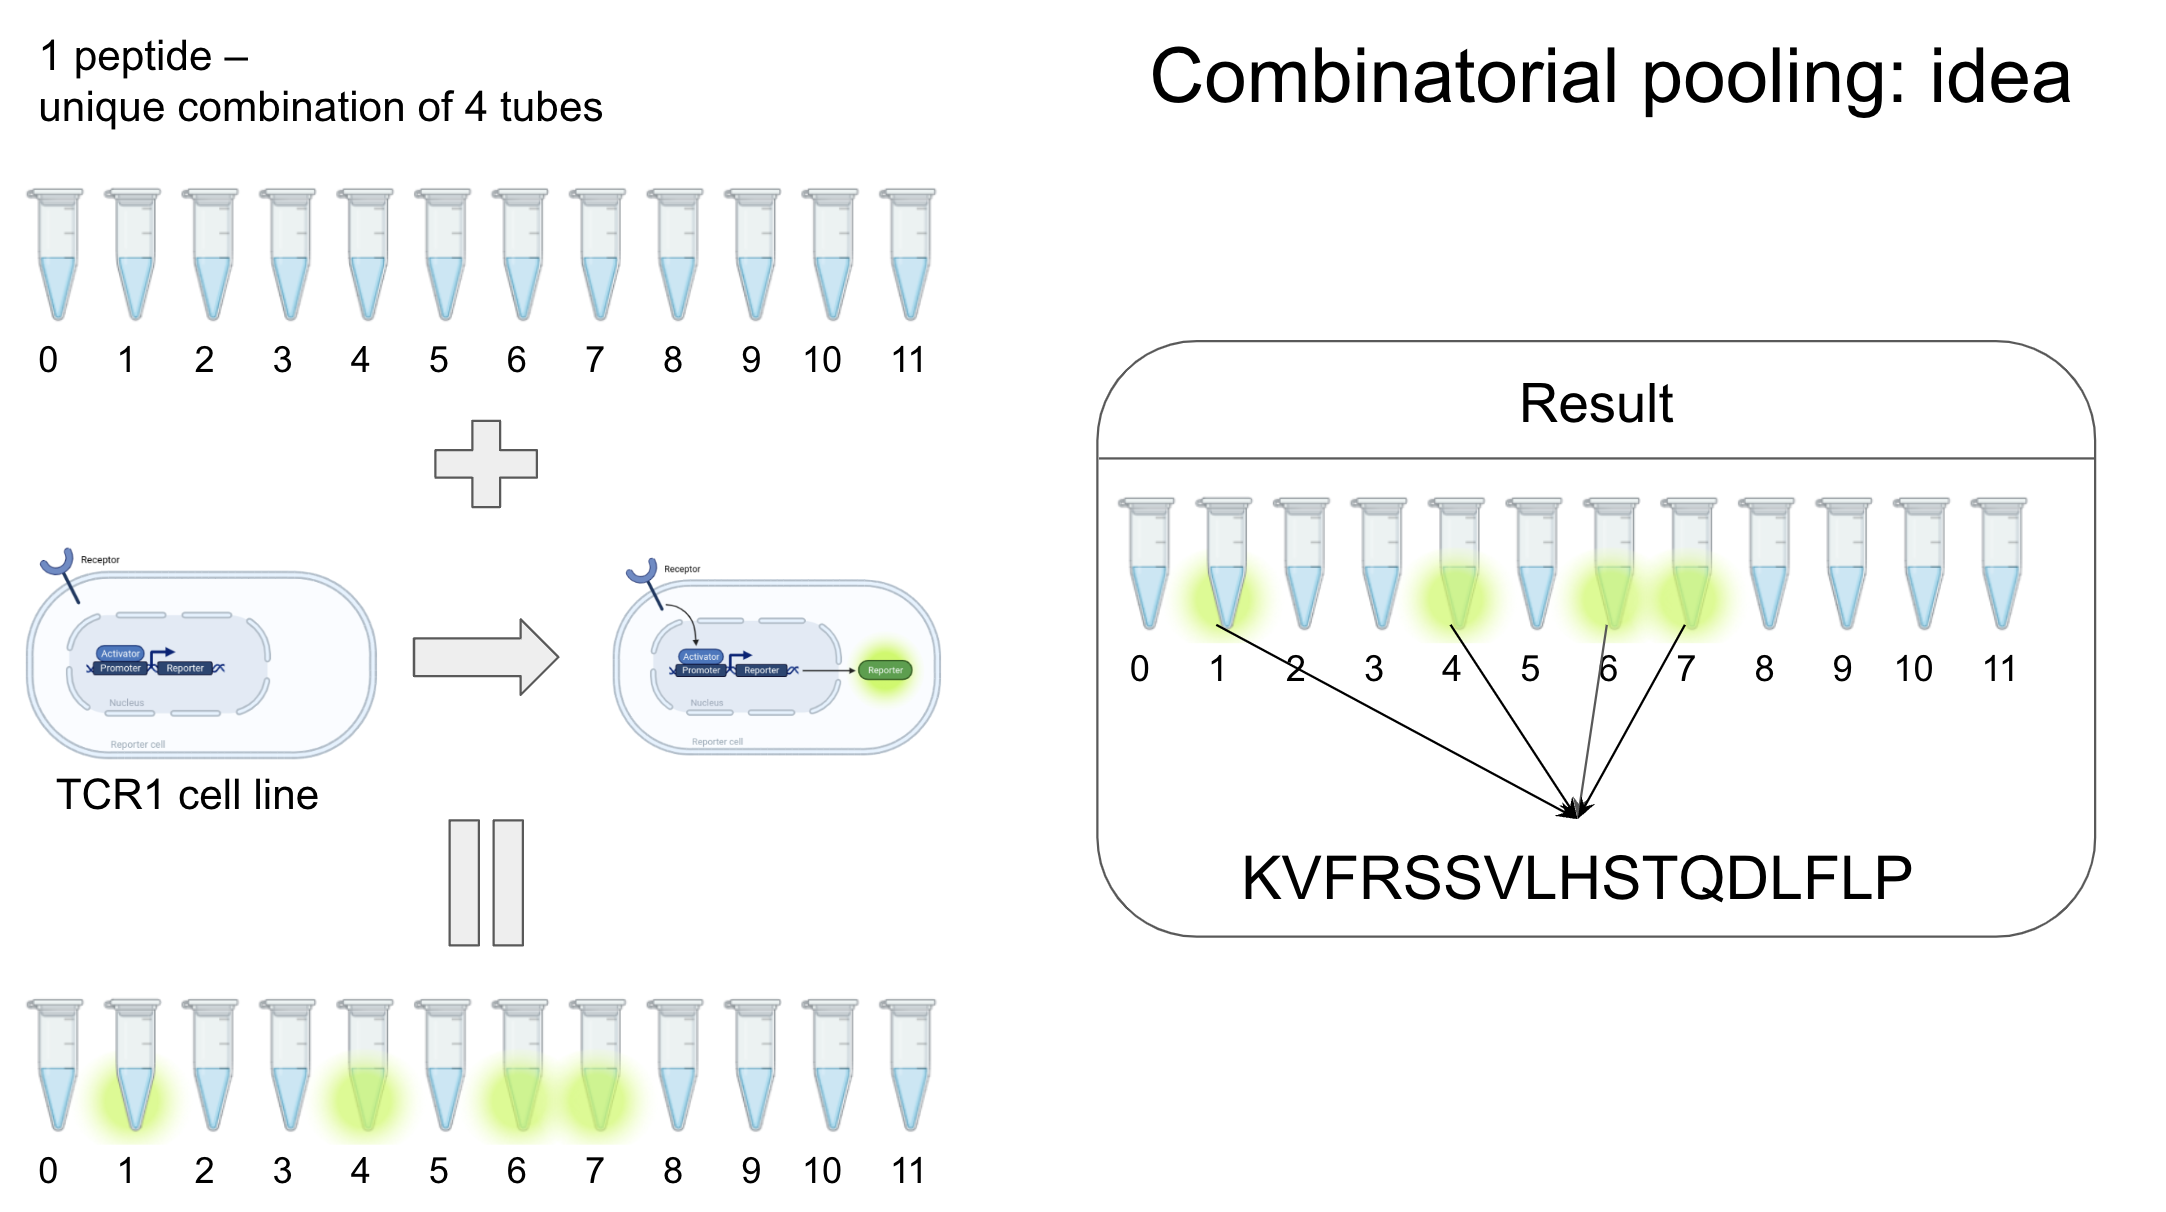 1 peptide –
unique combination of 4 tubes
Combinatorial pooling: idea
0 1 2 3 4 5 6 7 8 9 10 11
Receptor
Activator
Promoter
Reporter
Nucleus
Reporter cell
TCR1 cell line
Receptor
Activator
Promoter
Reporter
Reporter
Nucleus
Reporter cell
0 1 2 3 4 5 6 7 8 9 10 11
Result
0 1 2 3 4 5 6 7 8 9 10 11
KVFRSSVLHSTQDLFLP